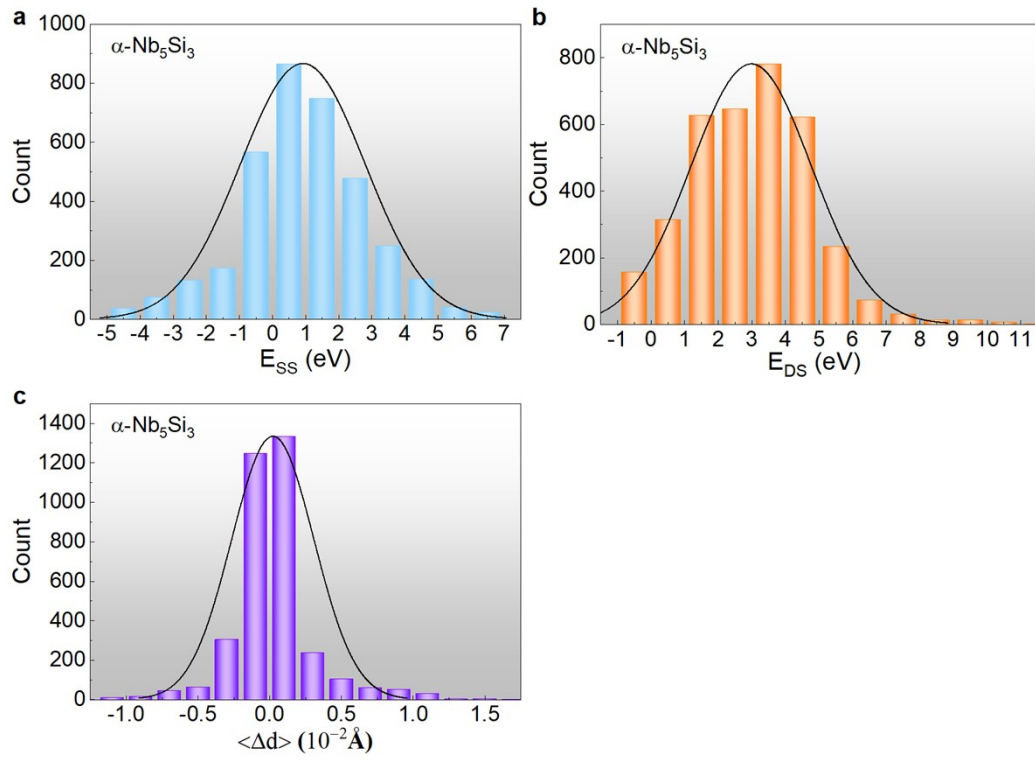 a
α-Nb₅Si₃
Count
1000
800
600
400
200
0
-5 -4 -3 -2 -1 0 1 2 3 4 5 6 7
E_SS (eV)
b
α-Nb₅Si₃
Count
800
600
400
200
0
-1 0 1 2 3 4 5 6 7 8 9 10 11
E_DS (eV)
c
α-Nb₅Si₃
Count
1400
1200
1000
800
600
400
200
0
-1.0 -0.5 0.0 0.5 1.0 1.5
<Δd> (10⁻²Å)